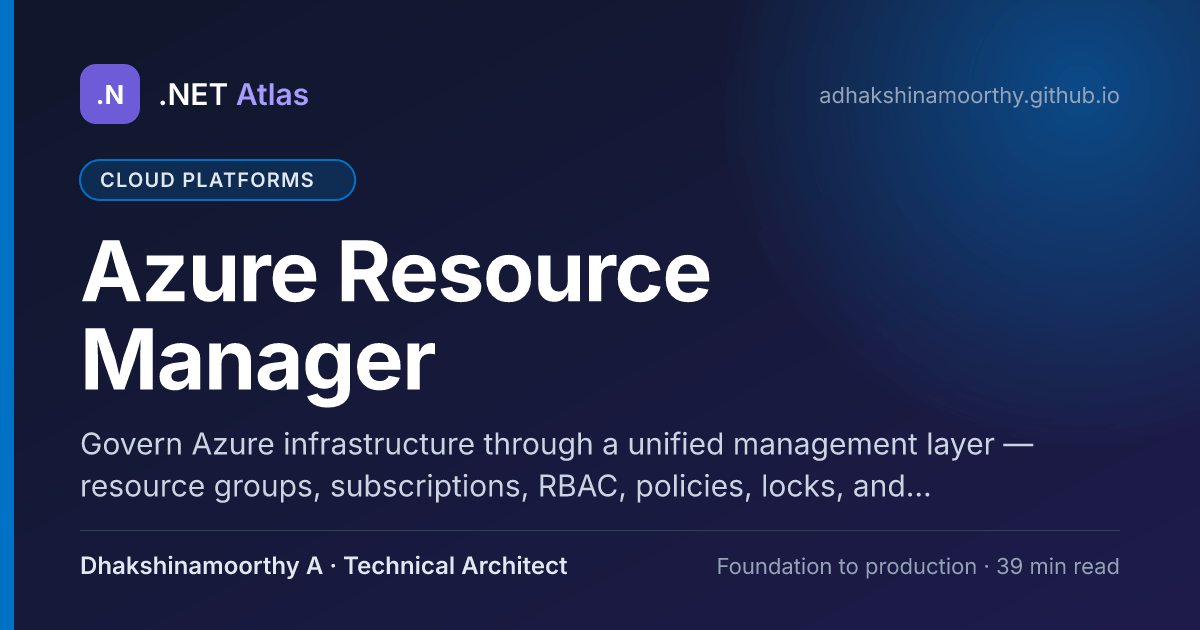 .N
.NET Atlas
adhakshinamoorthy.github.io
CLOUD PLATFORMS
Azure Resource
Manager
Govern Azure infrastructure through a unified management layer —
resource groups, subscriptions, RBAC, policies, locks, and...
Dhakshinamoorthy A · Technical Architect
Foundation to production · 39 min read